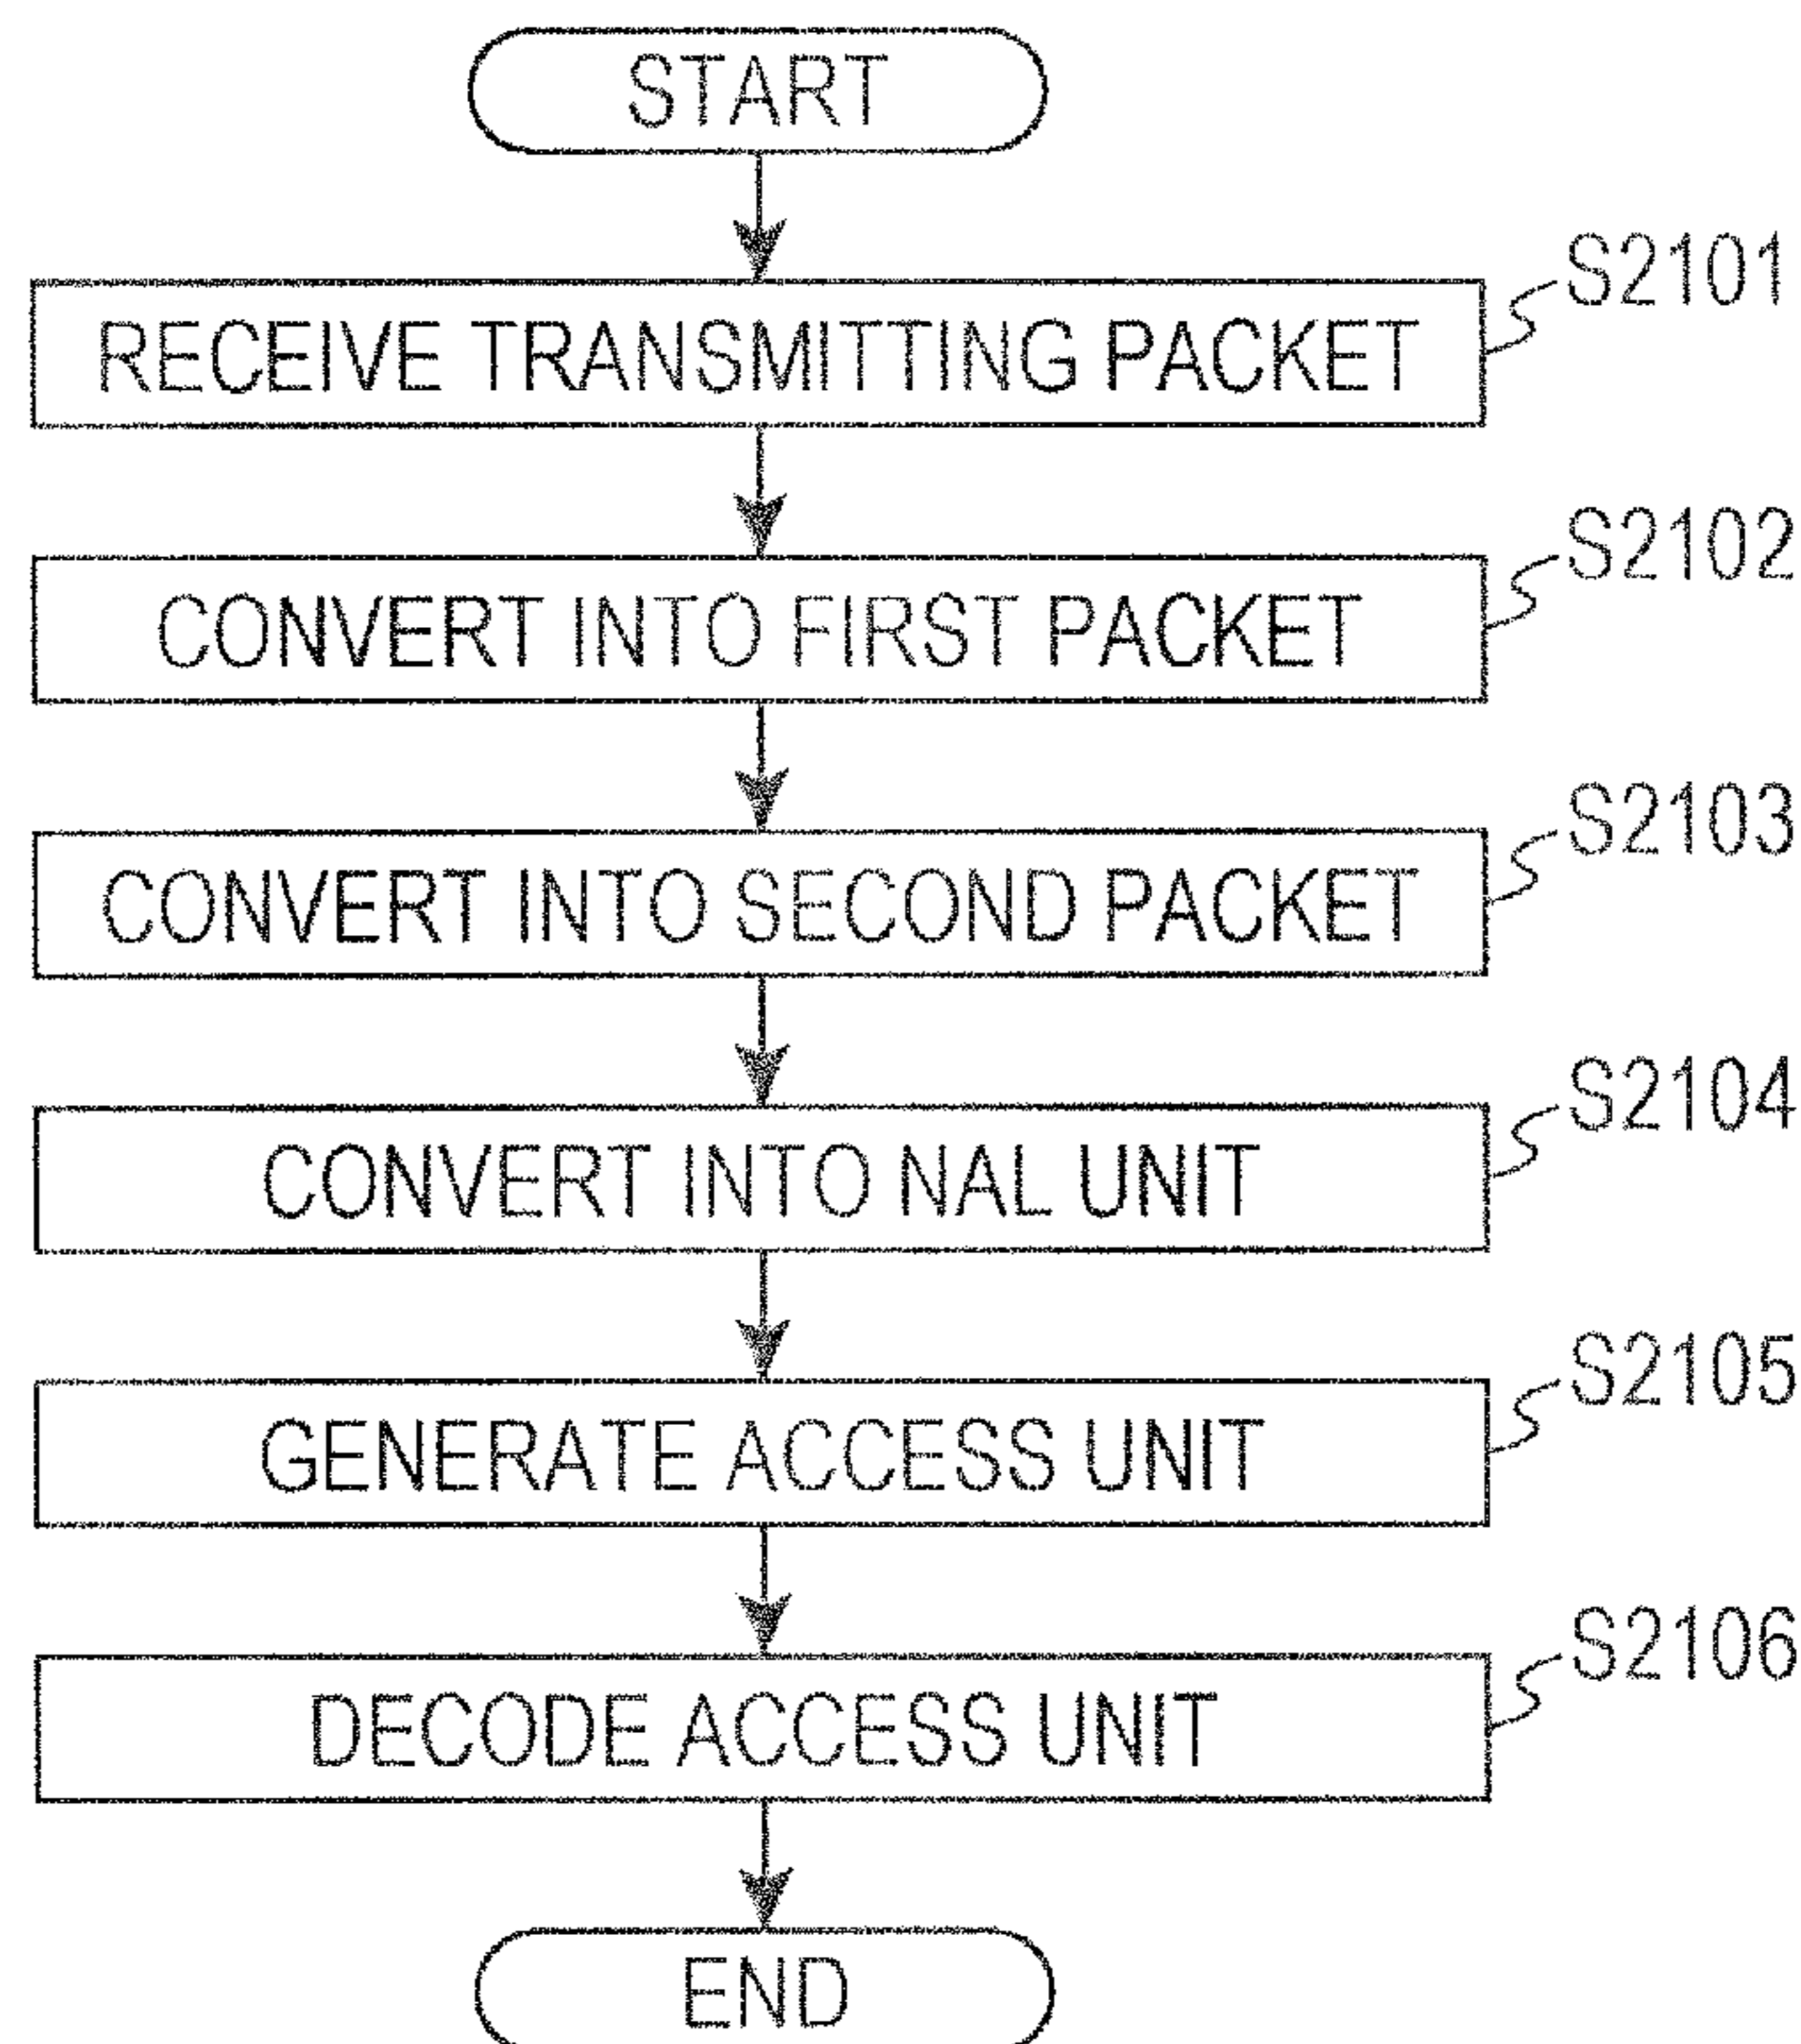 START
S2101
RECEIVE TRANSMITTING PACKET
S2102
CONVERT INTO FIRST PACKET
S2103
CONVERT INTO SECOND PACKET
S2104
CONVERT INTO NAL UNIT
S2105
GENERATE ACCESS UNIT
S2106
DECODE ACCESS UNIT
END